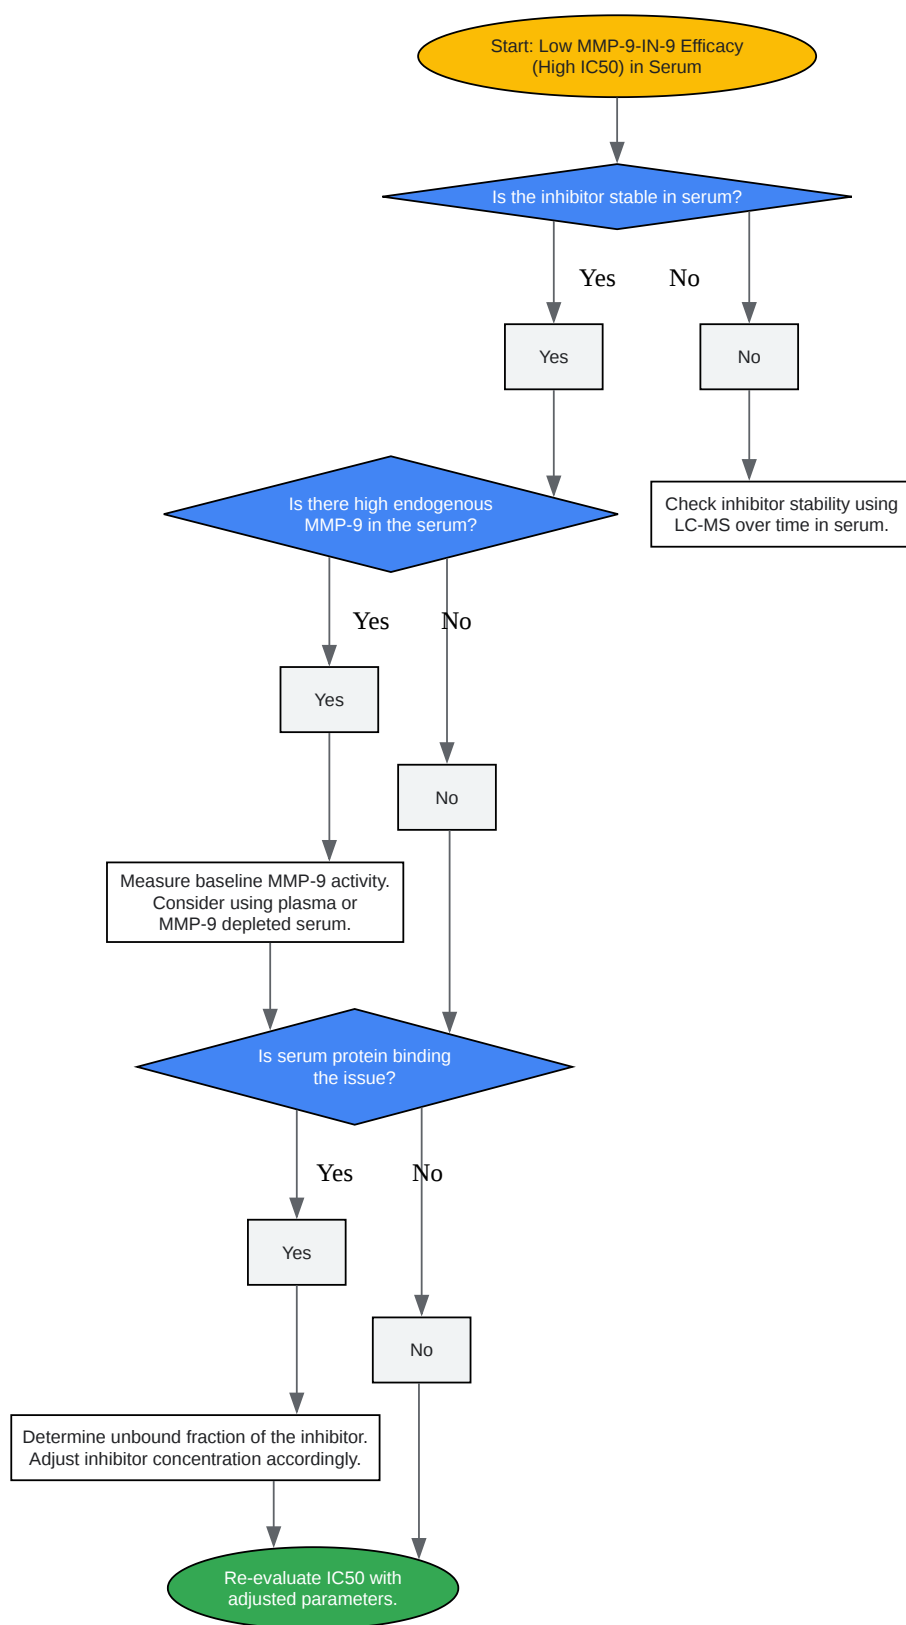 Start: Low MMP-9-IN-9 Efficacy
(High IC50) in Serum
Is the inhibitor stable in serum?
Yes
No
Yes
No
Is there high endogenous
MMP-9 in the serum?
Check inhibitor stability using
LC-MS over time in serum.
Yes
No
Yes
No
Measure baseline MMP-9 activity.
Consider using plasma or
MMP-9 depleted serum.
Is serum protein binding
the issue?
Yes
No
Yes
No
Determine unbound fraction of the inhibitor.
Adjust inhibitor concentration accordingly.
Re-evaluate IC50 with
adjusted parameters.